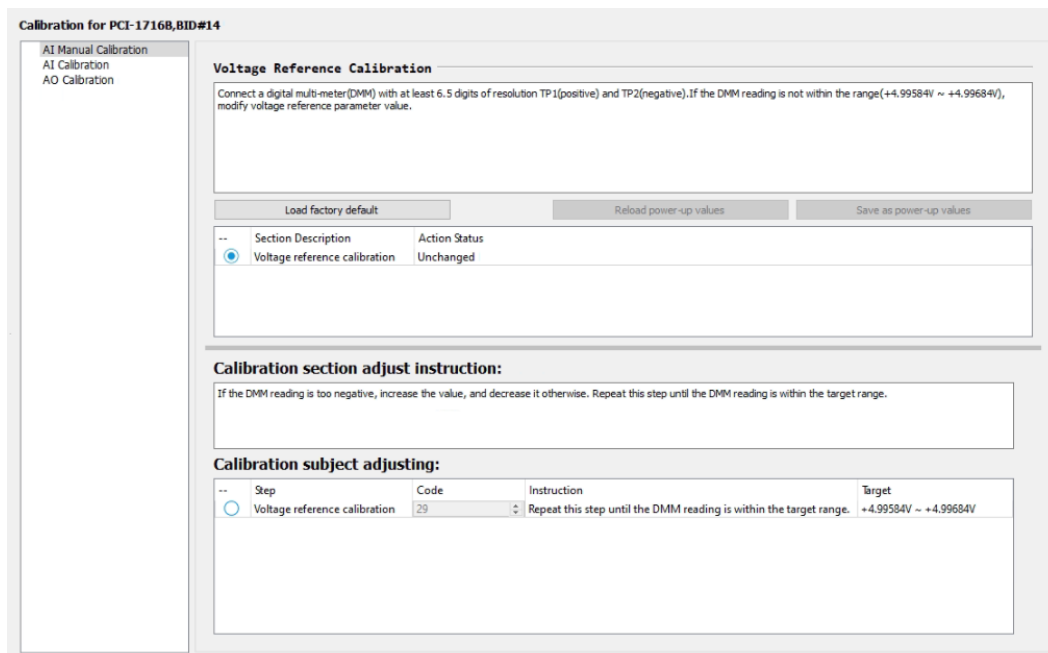 Calibration for PCI-1716B,BID#14
AI Manual Calibration
AI Calibration
AO Calibration
Voltage Reference Calibration
Connect a digital multi-meter(DMM) with at least 6.5 digits of resolution TP1(positive) and TP2(negative).If the DMM reading is not within the range(+4.99584V ~ +4.99684V),
modify voltage reference parameter value.
Load factory default Reload power-up values Save as power-up values
-- Section Description Action Status
Voltage reference calibration Unchanged
Calibration section adjust instruction:
If the DMM reading is too negative, increase the value, and decrease it otherwise. Repeat this step until the DMM reading is within the target range.
Calibration subject adjusting:
-- Step Code Instruction Target
Voltage reference calibration 29 Repeat this step until the DMM reading is within the target range. +4.99584V ~ +4.99684V